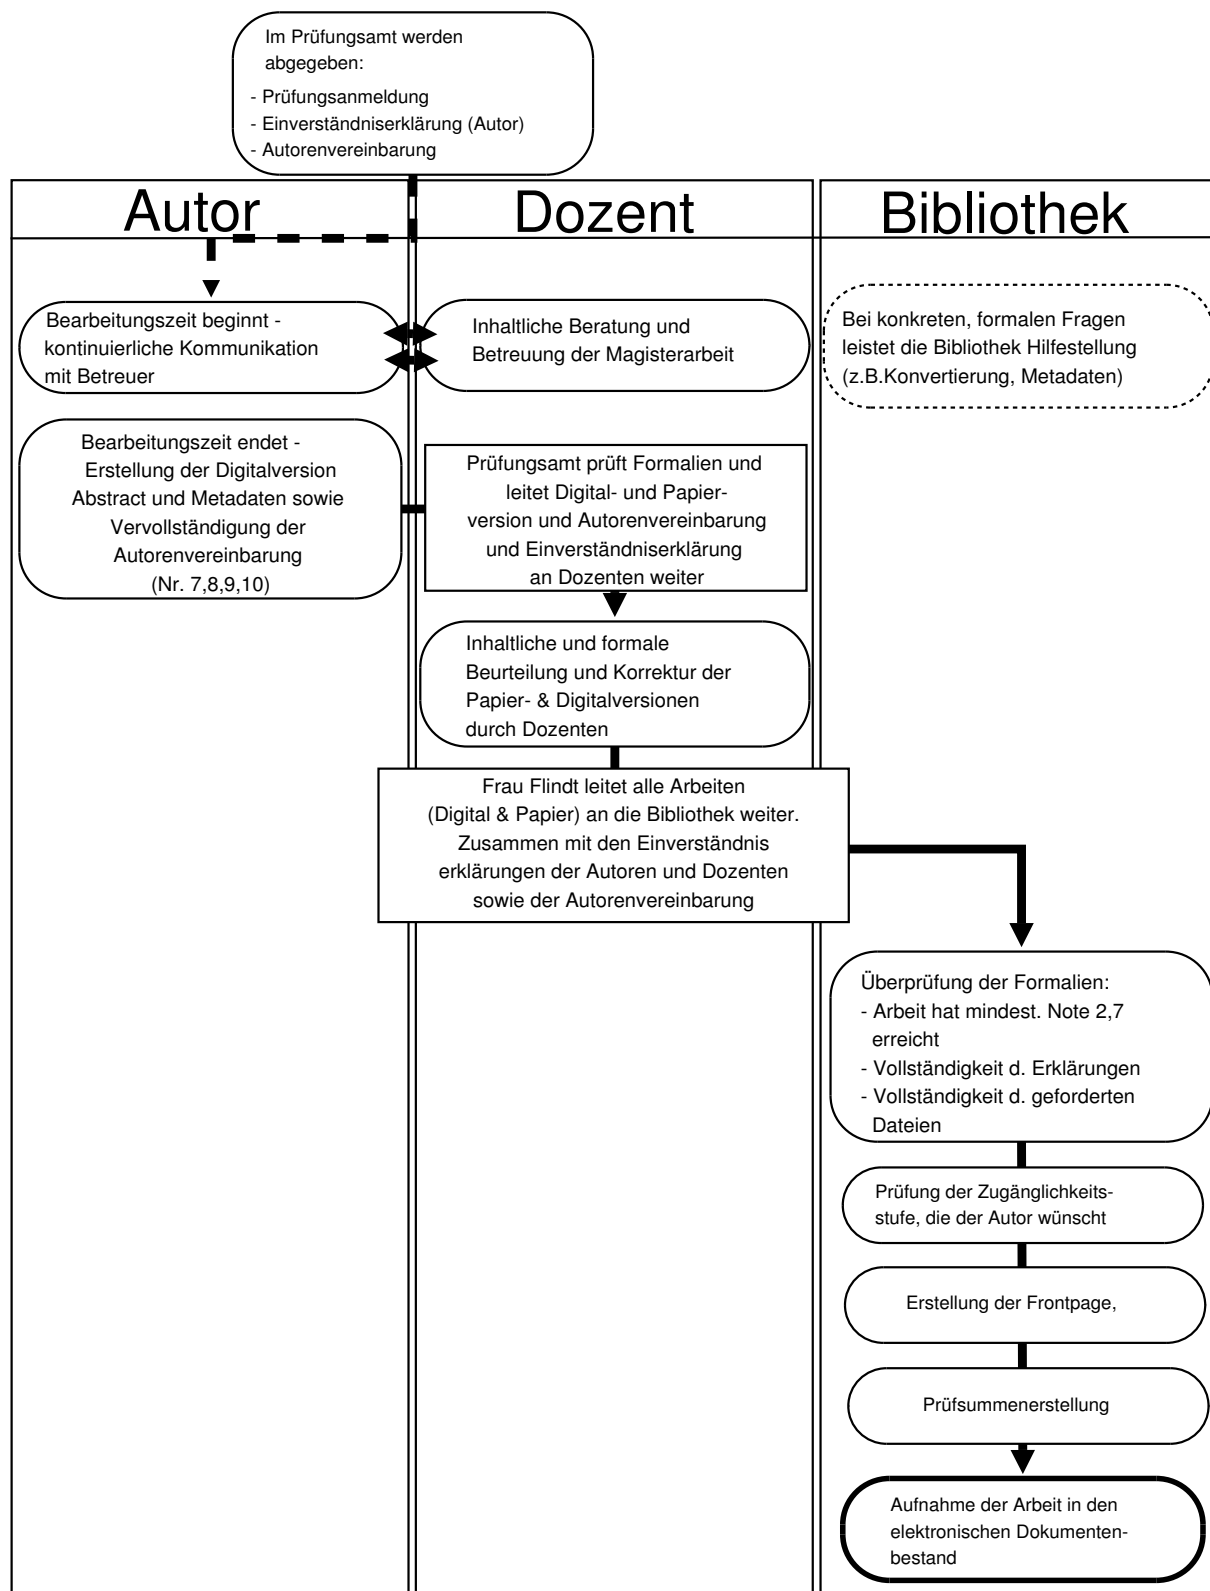 Im Prüfungsamt werden
abgegeben:
- Prüfungsanmeldung
- Einverständniserklärung (Autor)
- Autorenvereinbarung
Autor
Dozent
Bibliothek
Bearbeitungszeit beginnt -
kontinuierliche Kommunikation
mit Betreuer
Inhaltliche Beratung und
Betreuung der Magisterarbeit
Bei konkreten, formalen Fragen
leistet die Bibliothek Hilfestellung
(z.B.Konvertierung, Metadaten)
Bearbeitungszeit endet -
Erstellung der Digitalversion
Abstract und Metadaten sowie
Vervollständigung der
Autorenvereinbarung
(Nr. 7,8,9,10)
Prüfungsamt prüft Formalien und
leitet Digital- und Papier-
version und Autorenvereinbarung
und Einverständniserklärung
an Dozenten weiter
Inhaltliche und formale
Beurteilung und Korrektur der
Papier- & Digitalversionen
durch Dozenten
Frau Flindt leitet alle Arbeiten
(Digital & Papier) an die Bibliothek weiter.
Zusammen mit den Einverständnis
erklärungen der Autoren und Dozenten
sowie der Autorenvereinbarung
Überprüfung der Formalien:
- Arbeit hat mindest. Note 2,7
erreicht
- Vollständigkeit d. Erklärungen
- Vollständigkeit d. geforderten
Dateien
Prüfung der Zugänglichkeits-
stufe, die der Autor wünscht
Erstellung der Frontpage,
Prüfsummenerstellung
Aufnahme der Arbeit in den
elektronischen Dokumenten-
bestand